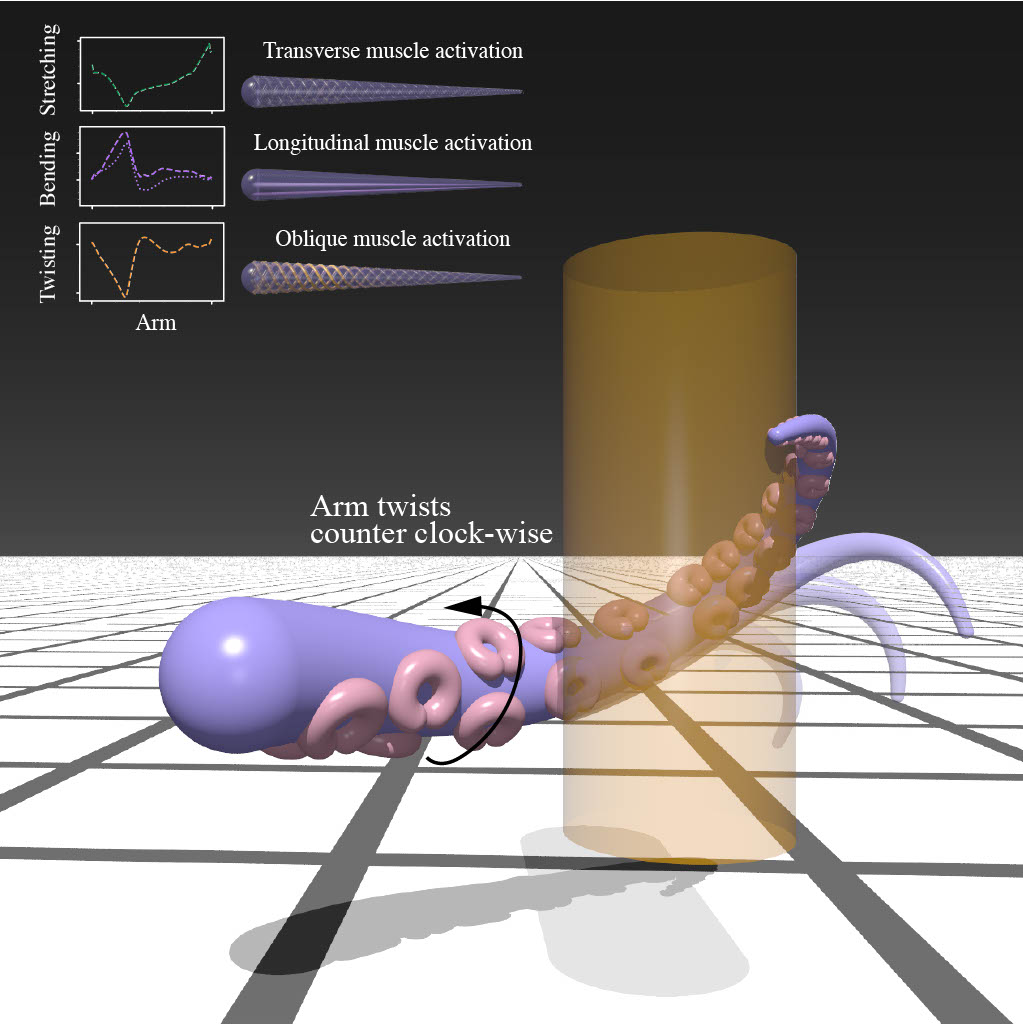 Stretching
Transverse muscle activation
Bending
Longitudinal muscle activation
Twisting
Oblique muscle activation
Arm
Arm twists
counter clock-wise